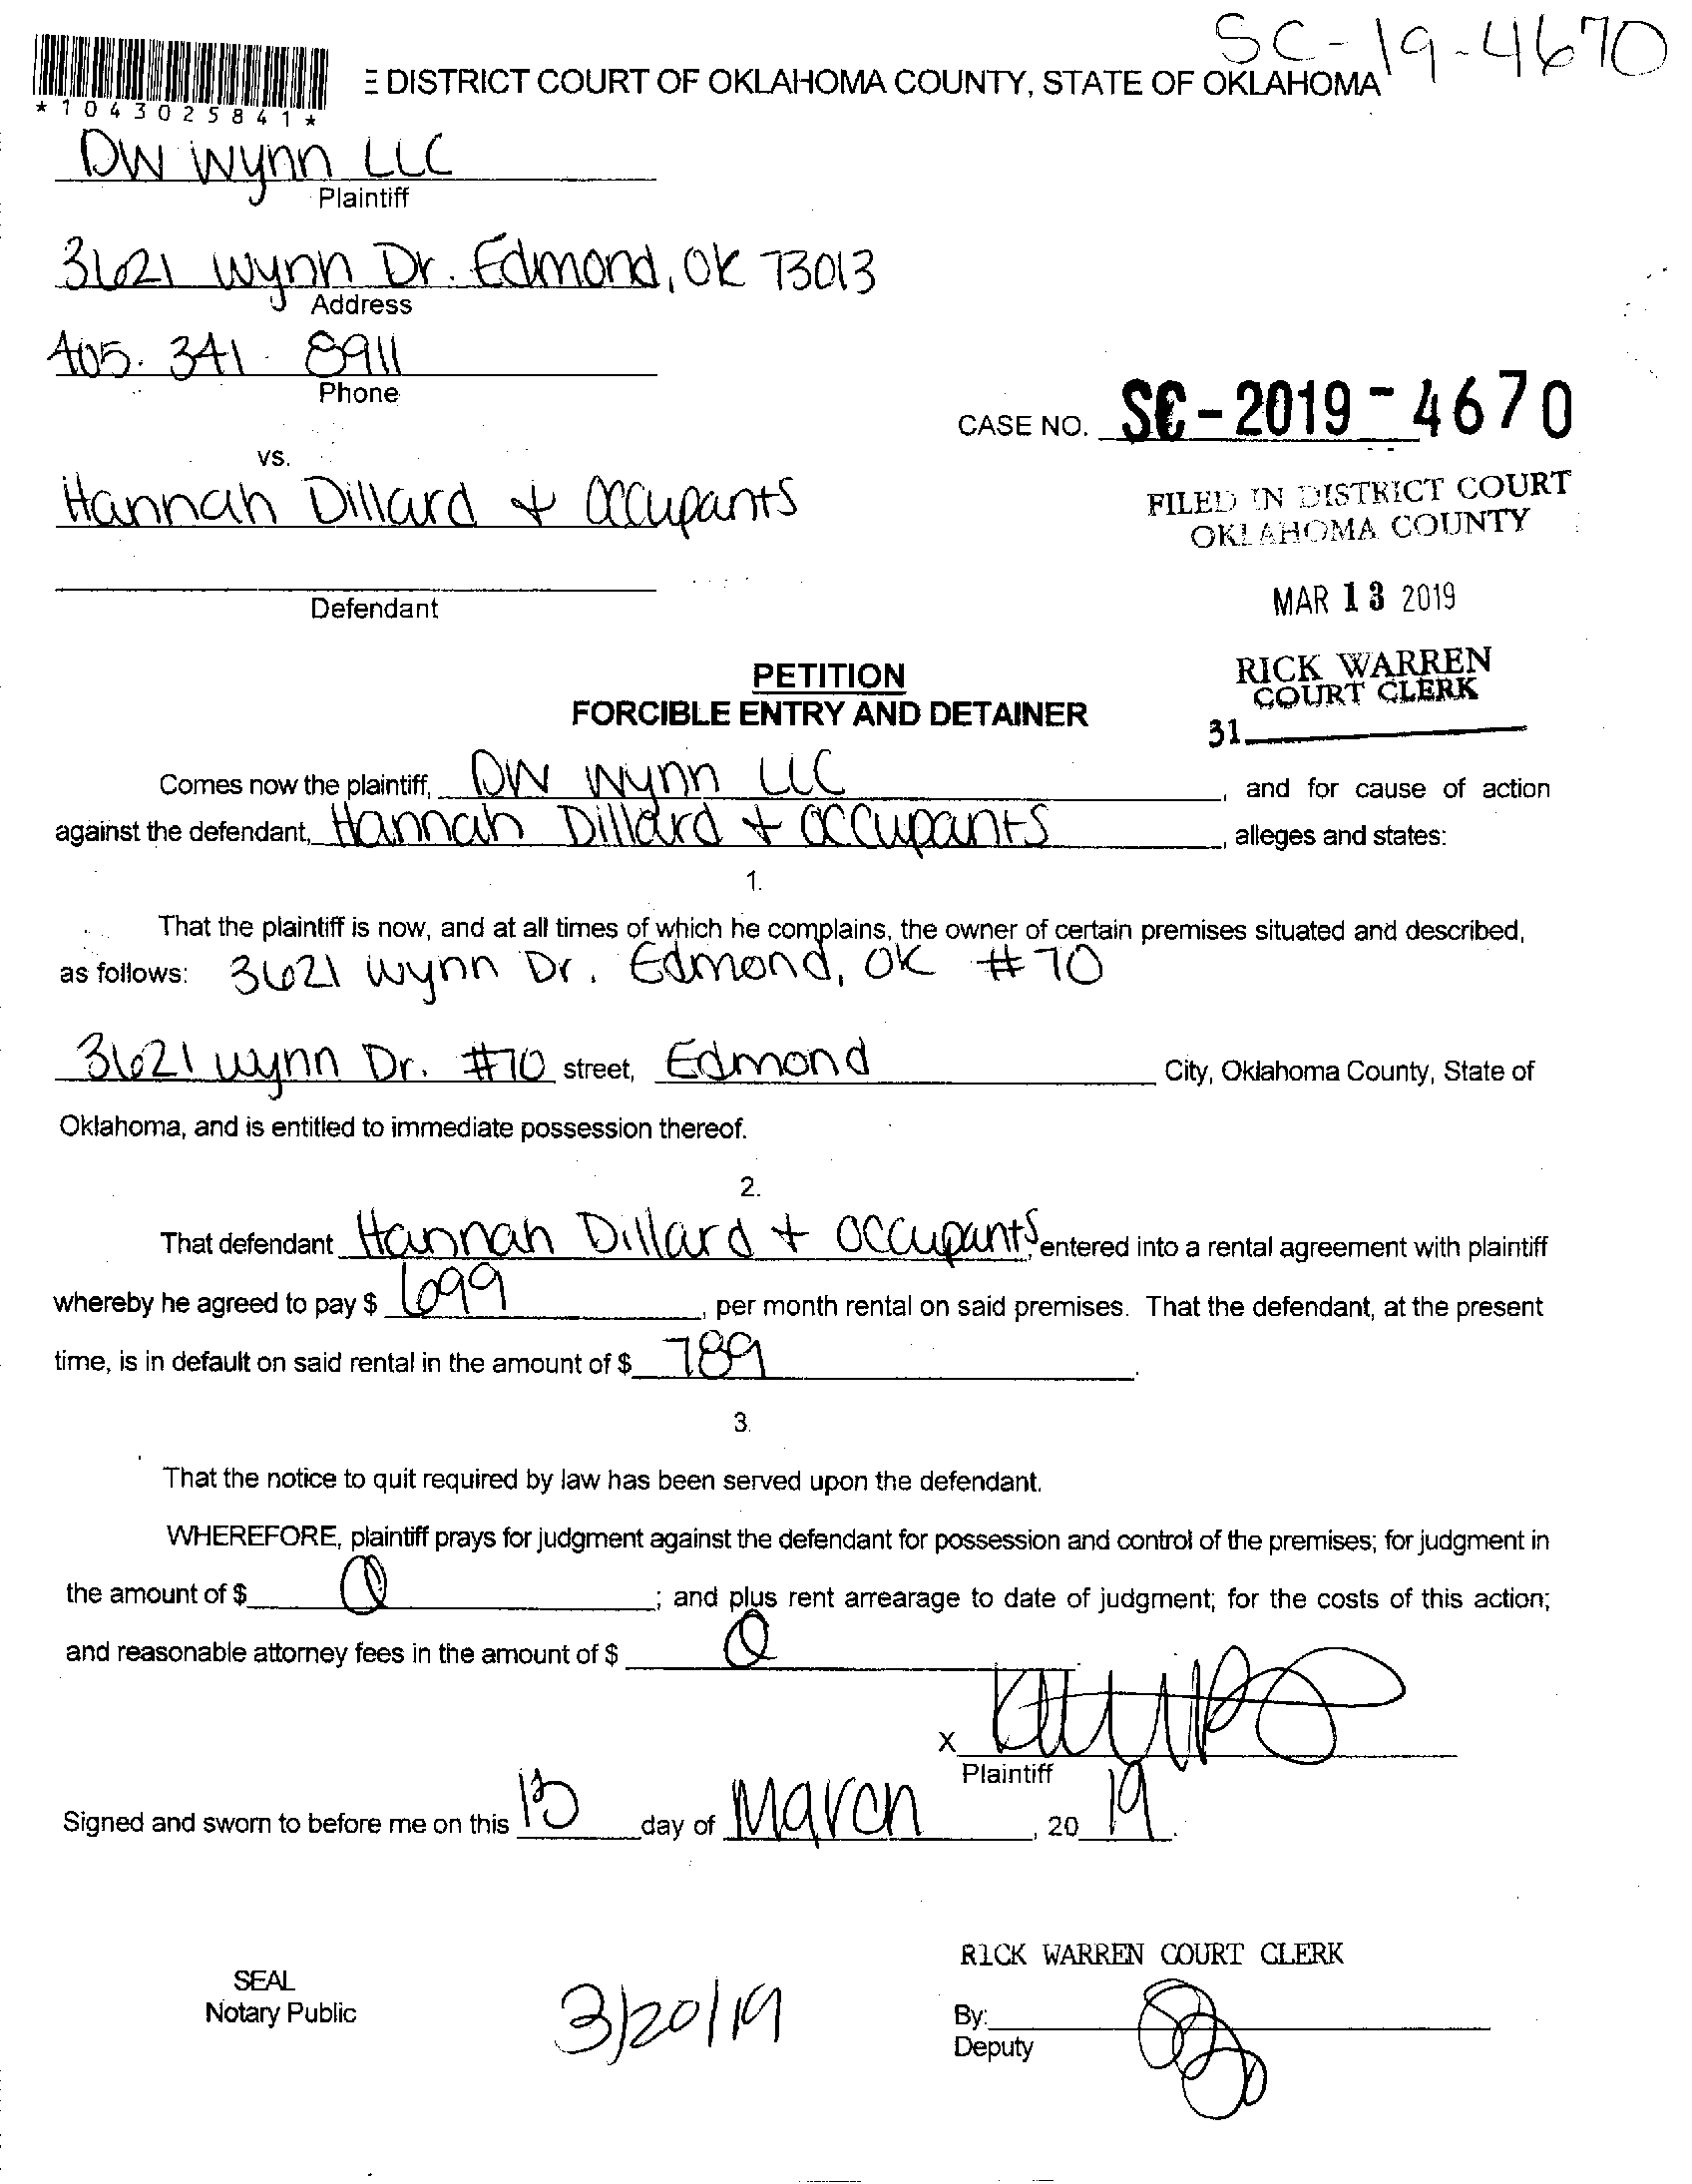 SC-19-4670
E DISTRICT COURT OF OKLAHOMA COUNTY, STATE OF OKLAHOMA
*1043025841*
DW Wynn LLC
Plaintiff
3621 Wynn Dr. Edmond, OK 73013
Address
405. 341. 8911
Phone
CASE NO. SC-2019-4670
vs.
Hannah Dillard + Occupants
FILED IN DISTRICT COURT
OKLAHOMA COUNTY
Defendant
MAR 13 2019
PETITION
FORCIBLE ENTRY AND DETAINER
RICK WARREN
COURT CLERK
31
Comes now the plaintiff, DW Wynn LLC, and for cause of action
against the defendant, Hannah Dillard + Occupants, alleges and states:
1.
That the plaintiff is now, and at all times of which he complains, the owner of certain premises situated and described,
as follows: 3621 Wynn Dr. Edmond, OK #70
3621 Wynn Dr. #70 street, Edmond City, Oklahoma County, State of
Oklahoma, and is entitled to immediate possession thereof.
2.
That defendant Hannah Dillard + Occupants, entered into a rental agreement with plaintiff
whereby he agreed to pay $ 699, per month rental on said premises. That the defendant, at the present
time, is in default on said rental in the amount of $ 789.
3.
That the notice to quit required by law has been served upon the defendant.
WHEREFORE, plaintiff prays for judgment against the defendant for possession and control of the premises; for judgment in
the amount of $ 0; and plus rent arrearage to date of judgment; for the costs of this action;
and reasonable attorney fees in the amount of $ 0
X
Plaintiff
Signed and sworn to before me on this 13 day of March, 20 19.
RICK WARREN COURT CLERK
SEAL
Notary Public
3/20/19
By:
Deputy